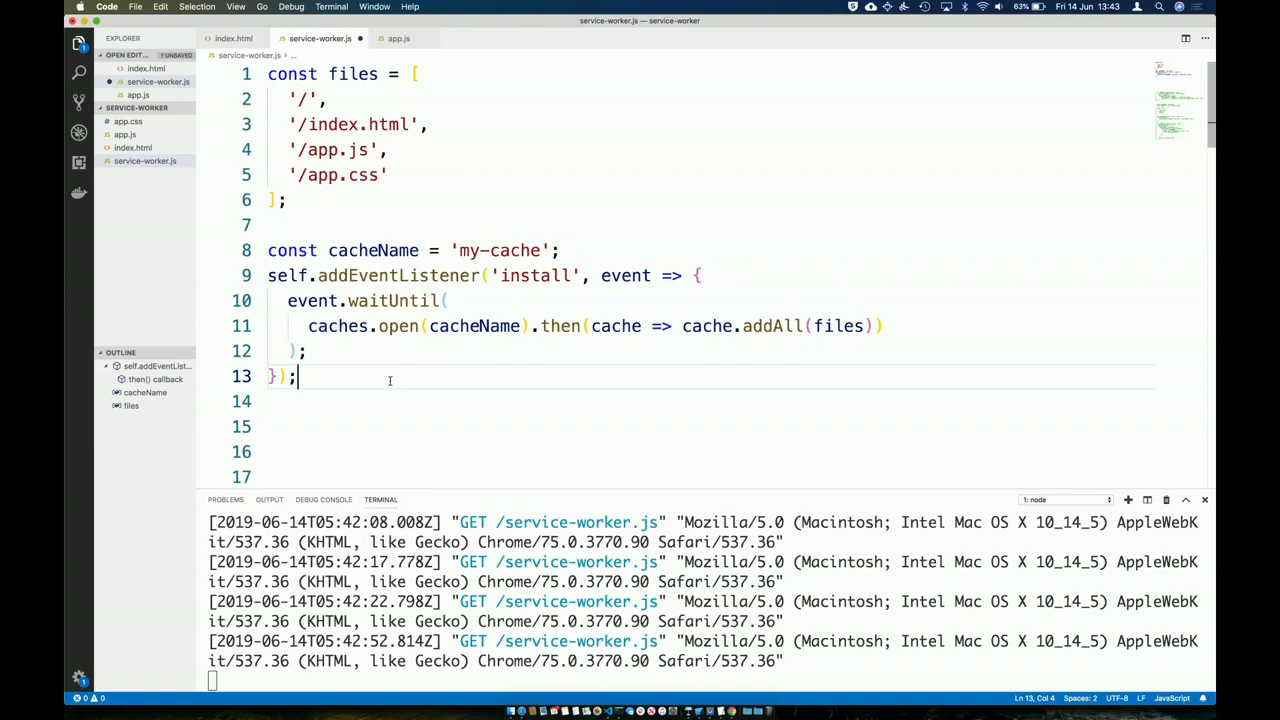 Code File Edit Selection View Go Debug Terminal Window Help 63% Fri 14 Jun 13:43
service-worker.js — service-worker
EXPLORER
OPEN EDIT... 1 UNSAVED
index.html
service-worker.js
app.js
SERVICE-WORKER
app.css
app.js
index.html
service-worker.js
OUTLINE
self.addEventList...
then() callback
cacheName
files
index.html service-worker.js app.js
service-worker.js > ...
1 const files = [
2 '/',
3 '/index.html',
4 '/app.js',
5 '/app.css'
6 ];
7
8 const cacheName = 'my-cache';
9 self.addEventListener('install', event => {
10 event.waitUntil(
11 caches.open(cacheName).then(cache => cache.addAll(files))
12 );
13 });
14
15
16
17
PROBLEMS OUTPUT DEBUG CONSOLE TERMINAL 1: node
[2019-06-14T05:42:08.008Z] "GET /service-worker.js" "Mozilla/5.0 (Macintosh; Intel Mac OS X 10_14_5) AppleWebK
it/537.36 (KHTML, like Gecko) Chrome/75.0.3770.90 Safari/537.36"
[2019-06-14T05:42:17.778Z] "GET /service-worker.js" "Mozilla/5.0 (Macintosh; Intel Mac OS X 10_14_5) AppleWebK
it/537.36 (KHTML, like Gecko) Chrome/75.0.3770.90 Safari/537.36"
[2019-06-14T05:42:22.798Z] "GET /service-worker.js" "Mozilla/5.0 (Macintosh; Intel Mac OS X 10_14_5) AppleWebK
it/537.36 (KHTML, like Gecko) Chrome/75.0.3770.90 Safari/537.36"
[2019-06-14T05:42:52.814Z] "GET /service-worker.js" "Mozilla/5.0 (Macintosh; Intel Mac OS X 10_14_5) AppleWebK
it/537.36 (KHTML, like Gecko) Chrome/75.0.3770.90 Safari/537.36"
0 0 Ln 13, Col 4 Spaces: 2 UTF-8 LF JavaScript